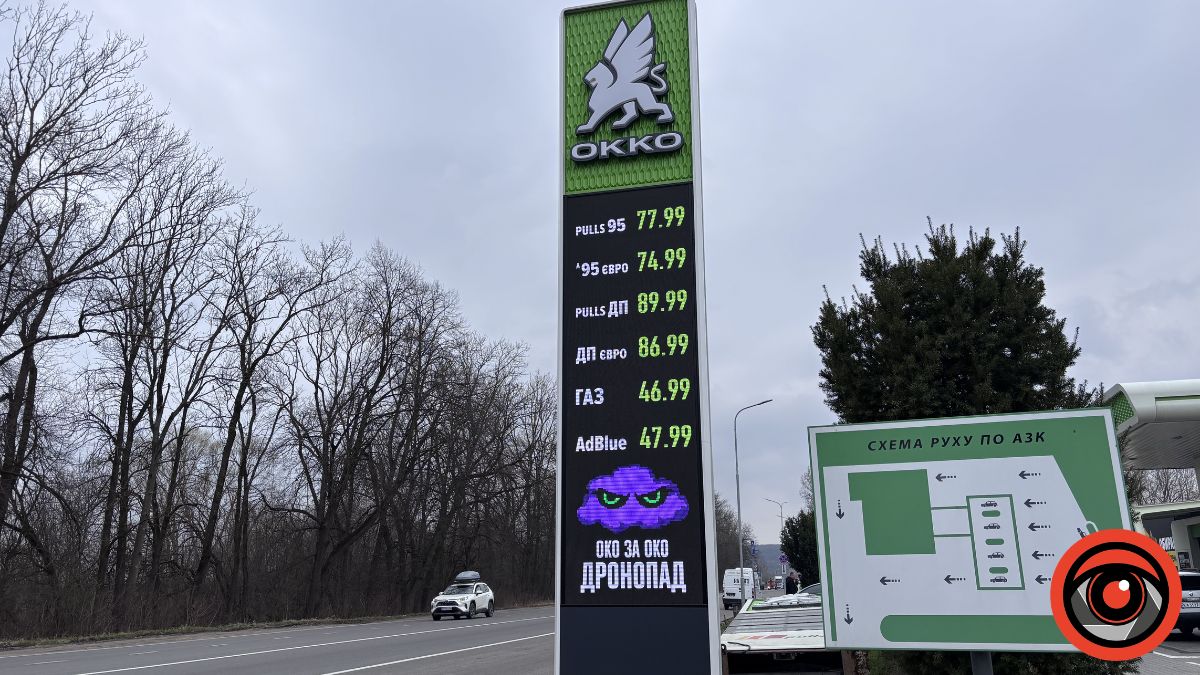 OKKO
PULLS 95 77.99
А95 ЄВРО 74.99
PULLS ДП 89.99
ДП ЄВРО 86.99
ГАЗ 46.99
AdBlue 47.99
ОКО ЗА ОКО
ДРОНОПАД
СХЕМА РУХУ ПО АЗК